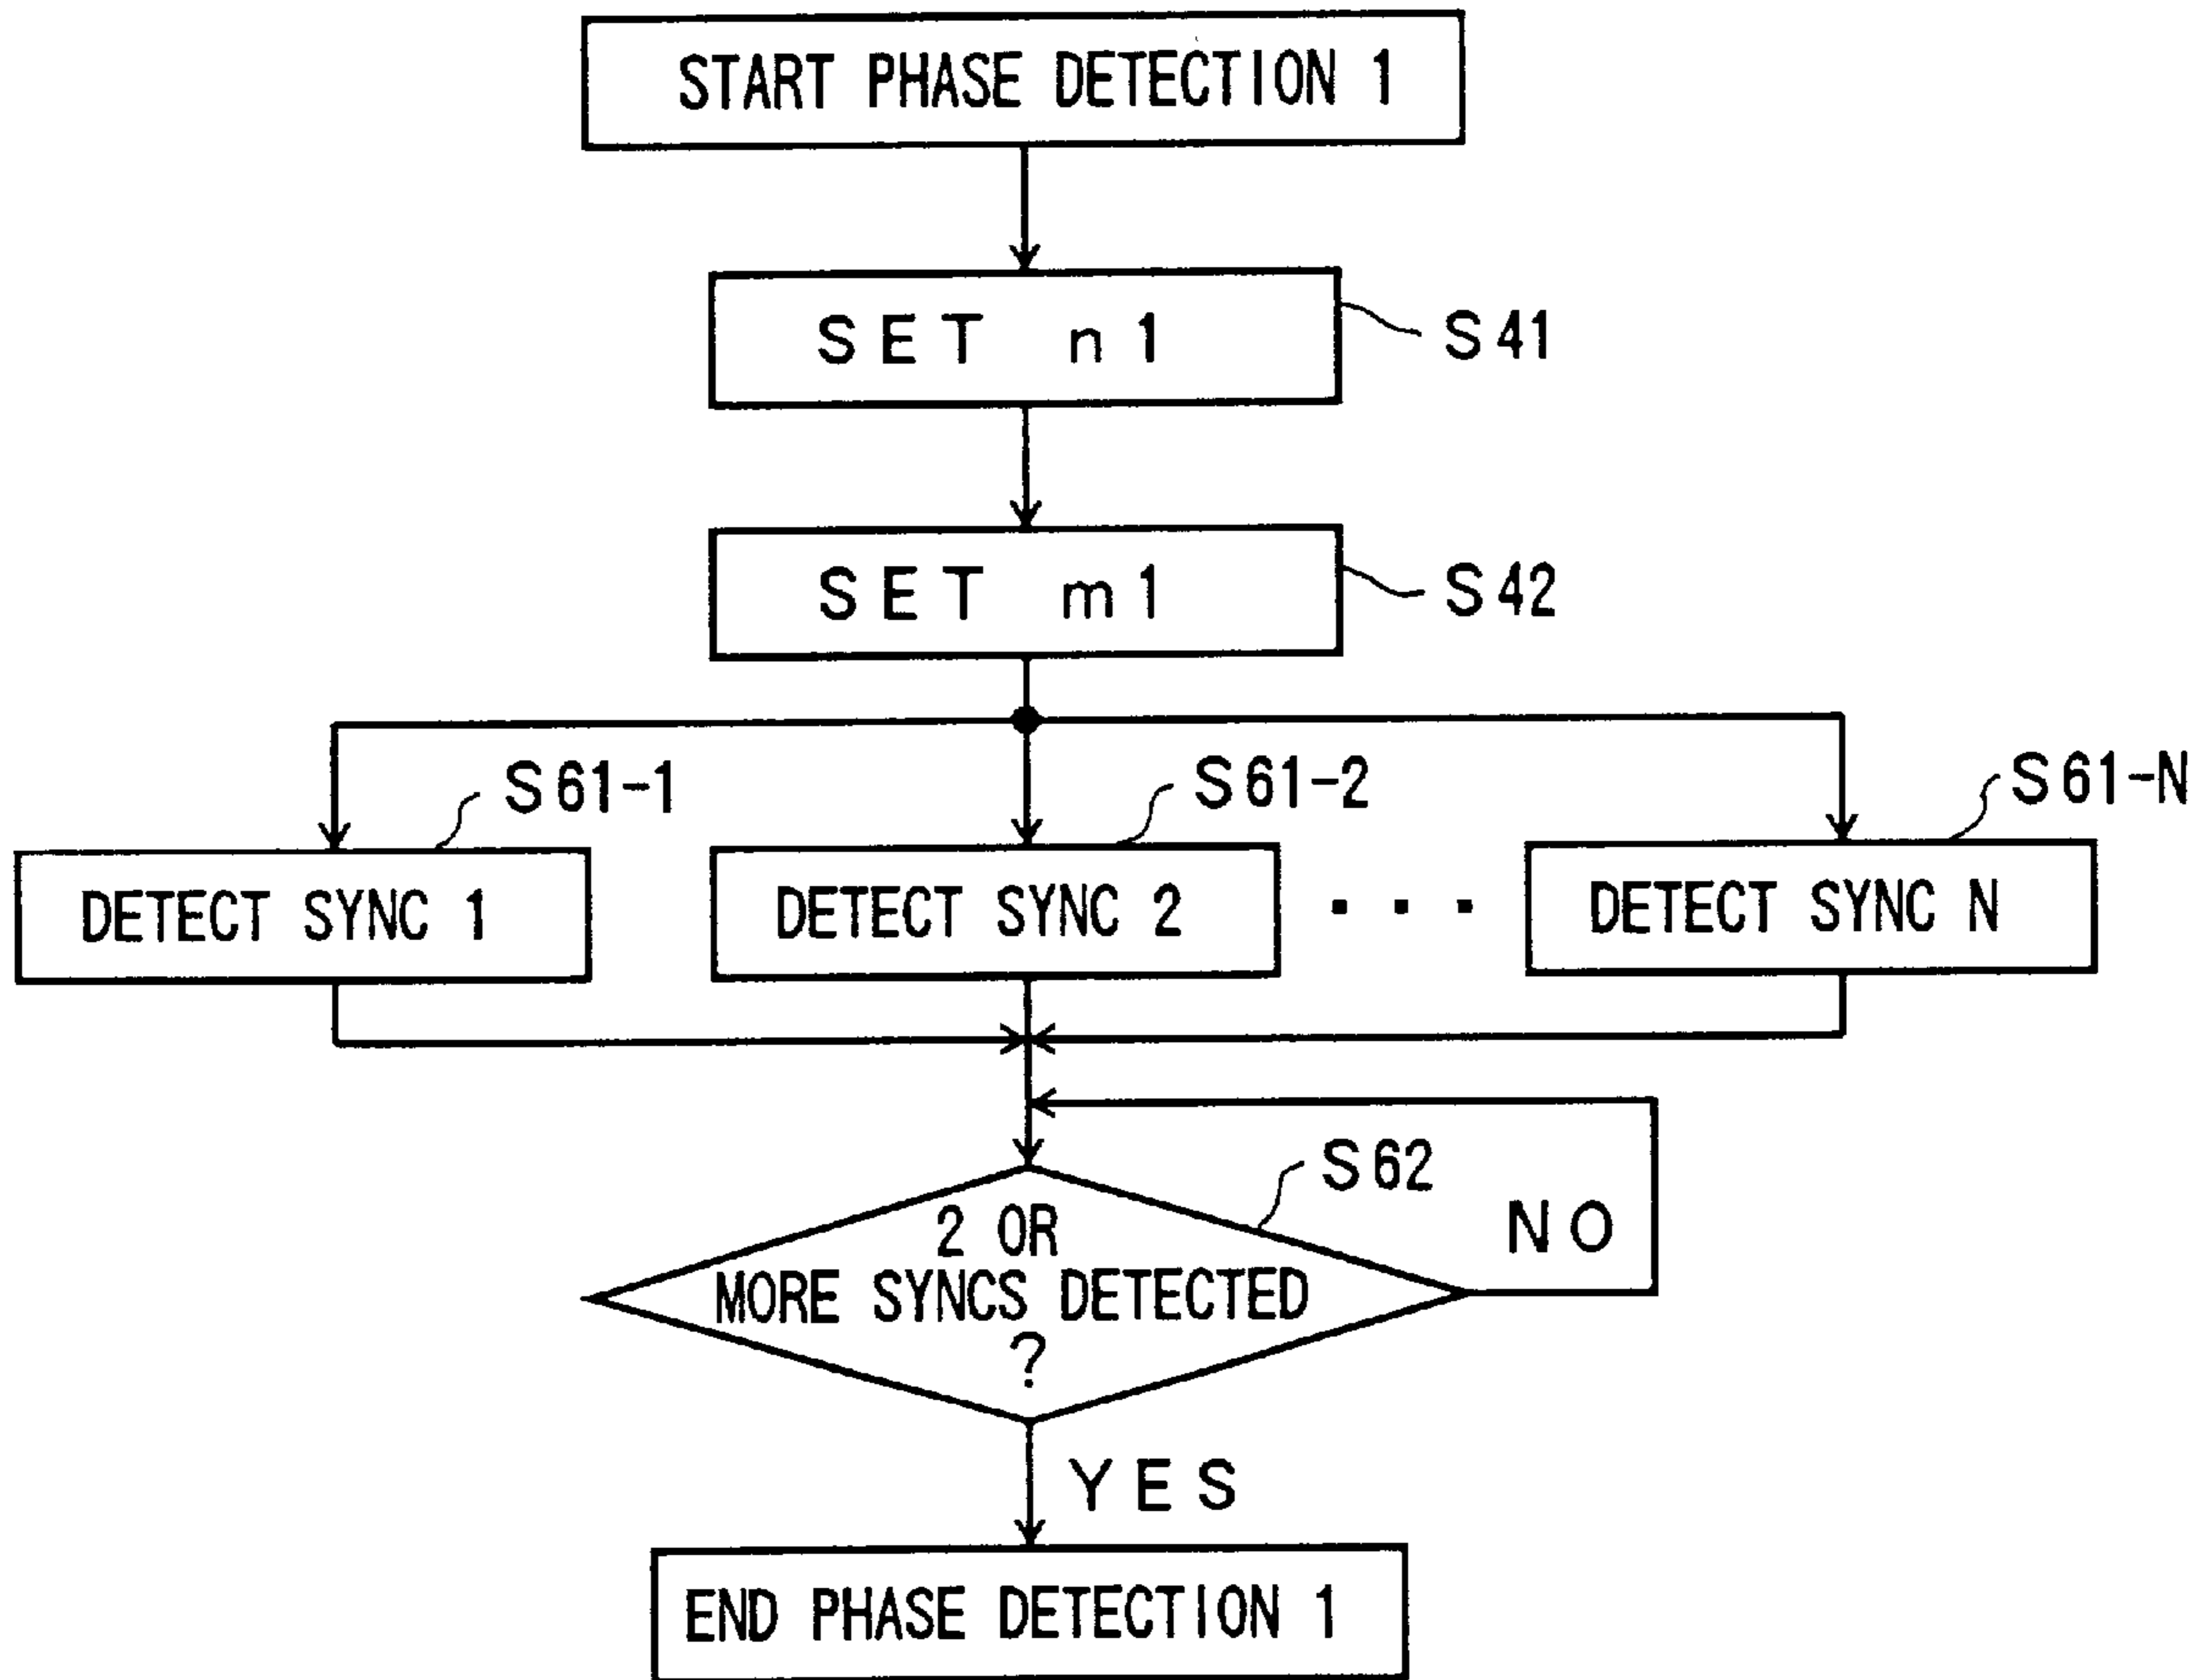 START PHASE DETECTION 1
SET n1
S41
SET m1
S42
S61-1
S61-2
S61-N
DETECT SYNC 1
DETECT SYNC 2
...
DETECT SYNC N
S62
NO
2 OR
MORE SYNCS DETECTED
?
YES
END PHASE DETECTION 1